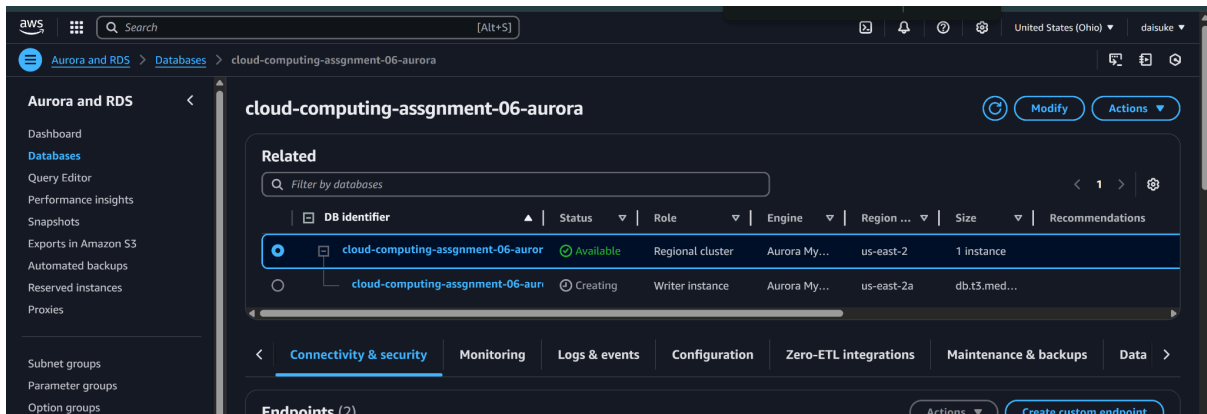 aws Search [Alt+S] United States (Ohio) ▼ daisuke ▼
Aurora and RDS > Databases > cloud-computing-assgnment-06-aurora
Aurora and RDS
Dashboard
Databases
Query Editor
Performance insights
Snapshots
Exports in Amazon S3
Automated backups
Reserved instances
Proxies
Subnet groups
Parameter groups
Option groups
cloud-computing-assgnment-06-aurora
Modify Actions ▼
Related
Filter by databases
< 1 >
DB identifier Status Role Engine Region ... Size Recommendations
cloud-computing-assgnment-06-auror Available Regional cluster Aurora My... us-east-2 1 instance
cloud-computing-assgnment-06-aur Creating Writer instance Aurora My... us-east-2a db.t3.med...
Connectivity & security Monitoring Logs & events Configuration Zero-ETL integrations Maintenance & backups Data
Endpoints (2) Actions ▼ Create custom endpoint